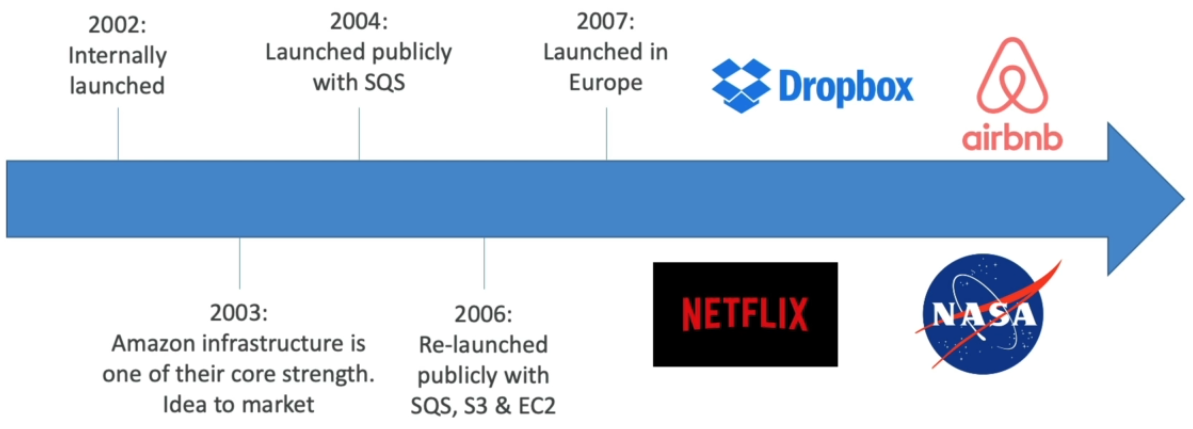 2002:
Internally
launched
2004:
Launched publicly
with SQS
2007:
Launched in
Europe
Dropbox
airbnb
2003:
Amazon infrastructure is
one of their core strength.
Idea to market
2006:
Re-launched
publicly with
SQS, S3 & EC2
NETFLIX
NASA